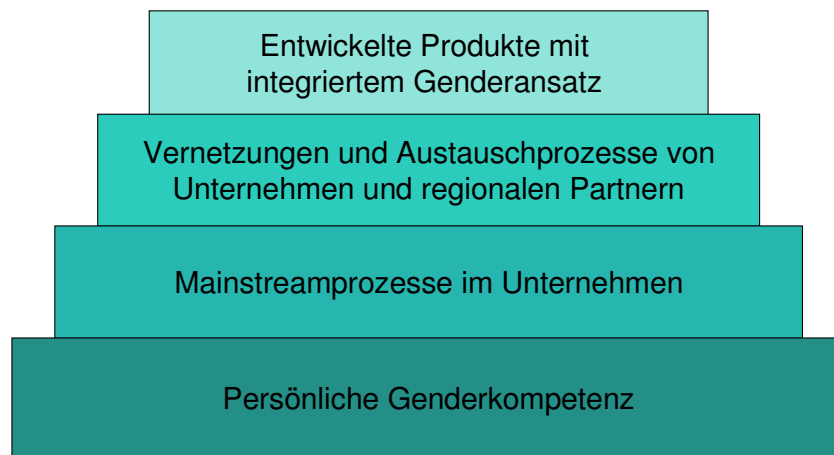 Entwickelte Produkte mit
integriertem Genderansatz
Vernetzungen und Austauschprozesse von
Unternehmen und regionalen Partnern
Mainstreamprozesse im Unternehmen
Persönliche Genderkompetenz